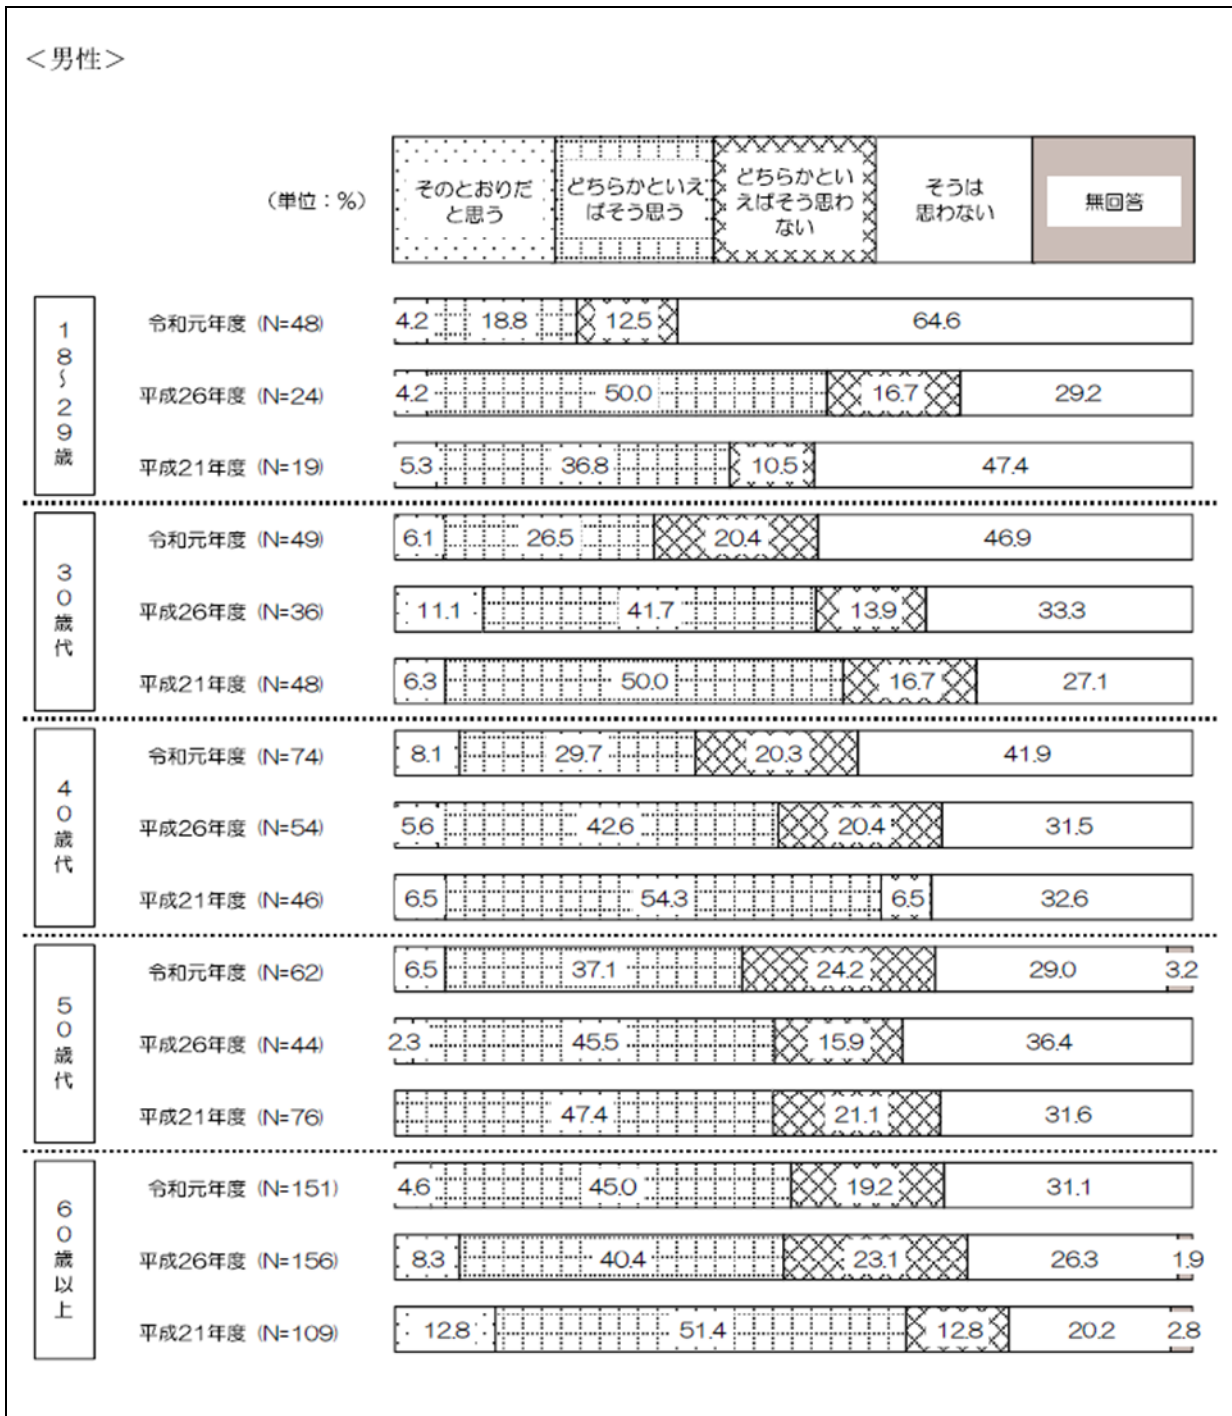 ＜男性＞
（単位：％）
そのとおりだ
と思う
どちらかといえ
ばそう思う
どちらかとい
えばそう思わ
ない
そうは
思わない
無回答
18～29歳
令和元年度 (N=48) 4.2 18.8 12.5 64.6
平成26年度 (N=24) 4.2 50.0 16.7 29.2
平成21年度 (N=19) 5.3 36.8 10.5 47.4
30歳代
令和元年度 (N=49) 6.1 26.5 20.4 46.9
平成26年度 (N=36) 11.1 41.7 13.9 33.3
平成21年度 (N=48) 6.3 50.0 16.7 27.1
40歳代
令和元年度 (N=74) 8.1 29.7 20.3 41.9
平成26年度 (N=54) 5.6 42.6 20.4 31.5
平成21年度 (N=46) 6.5 54.3 6.5 32.6
50歳代
令和元年度 (N=62) 6.5 37.1 24.2 29.0 3.2
平成26年度 (N=44) 2.3 45.5 15.9 36.4
平成21年度 (N=76) 47.4 21.1 31.6
60歳以上
令和元年度 (N=151) 4.6 45.0 19.2 31.1
平成26年度 (N=156) 8.3 40.4 23.1 26.3 1.9
平成21年度 (N=109) 12.8 51.4 12.8 20.2 2.8